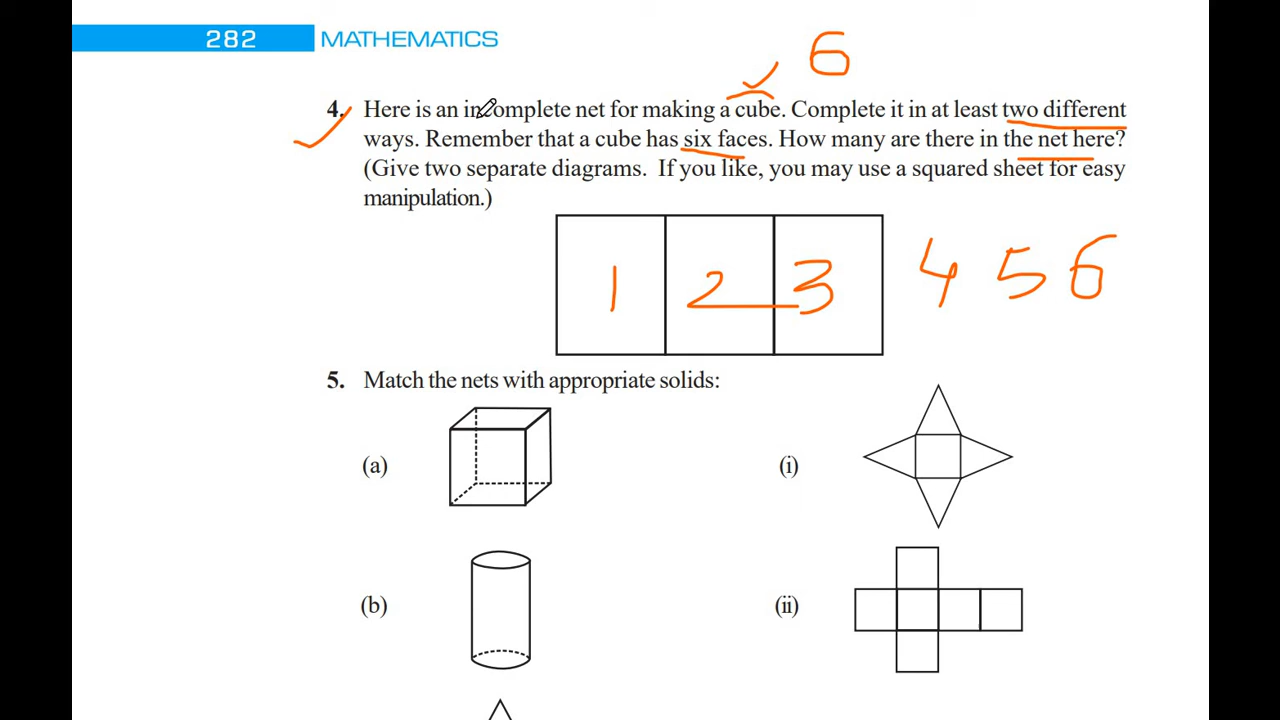 282 MATHEMATICS
6
4. Here is an incomplete net for making a cube. Complete it in at least two different
ways. Remember that a cube has six faces. How many are there in the net here?
(Give two separate diagrams. If you like, you may use a squared sheet for easy
manipulation.)
1 2 3 4 5 6
5. Match the nets with appropriate solids:
(a) (i)
(b) (ii)